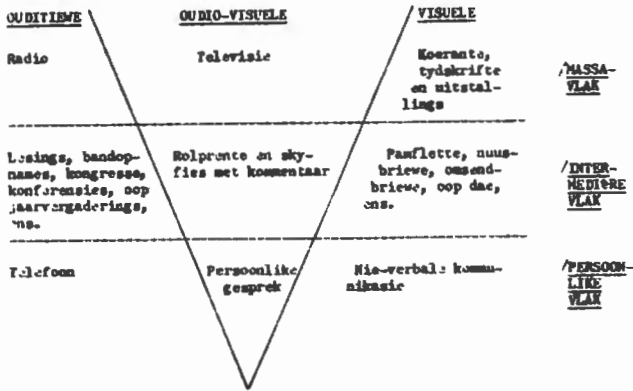 OUDITIEWE OUDIO-VISUELE VISUELE
Radio Televisie Koerante,
tydskrifte
en uitstal-
lings
MASSA-
VLAK
Lesings, bandop-
names, kongresse,
konferensies, oop
jaarvergaderings,
ens.
Rolprente en sky-
fies met kommentaar
Pamflette, nuus-
briewe, omsend-
briewe, oop dae,
ens.
INTER-
MEDIÊRE
VLAK
Telefoon
Persoonlike
gesprek
Nie-verbale kommu-
nikasie
PERSOON-
LIKE
VLAK